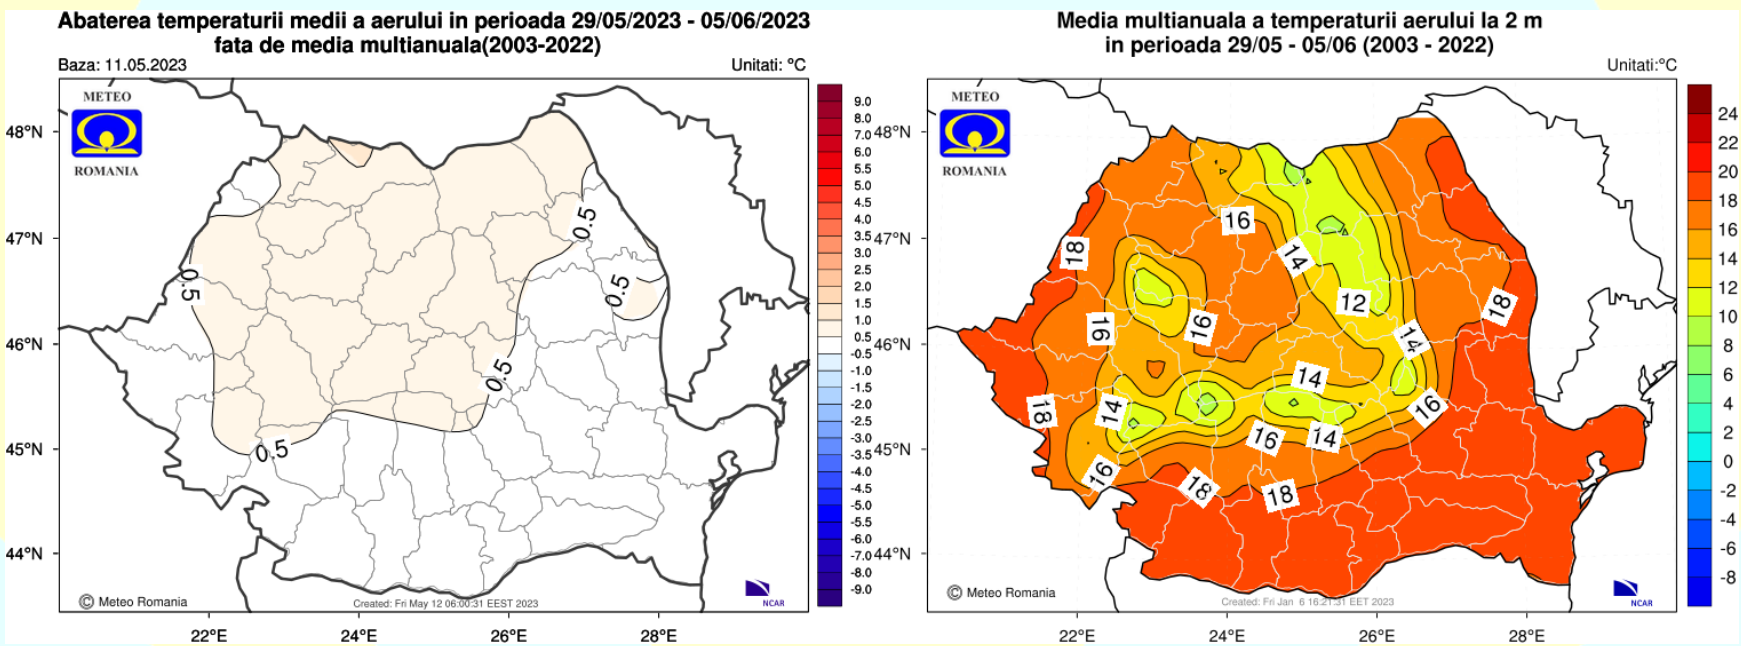 Abaterea temperaturii medii a aerului in perioada 29/05/2023 - 05/06/2023
fata de media multianuala(2003-2022)
Baza: 11.05.2023
Unitati: °C
METEO
ROMANIA
48°N
47°N
46°N
45°N
44°N
0.5
0.5
0.5
0.5
0.5
9.0
8.0
7.0
6.0
5.5
5.0
4.5
4.0
3.5
3.0
2.5
2.0
1.5
1.0
0.5
-0.5
-1.0
-1.5
-2.0
-2.5
-3.0
-3.5
-4.0
-4.5
-5.0
-5.5
-6.0
-7.0
-8.0
-9.0
© Meteo Romania
Created: Fri May 12 06:00:31 EEST 2023
NCAR
22°E
24°E
26°E
28°E
Media multianuala a temperaturii aerului la 2 m
in perioada 29/05 - 05/06 (2003 - 2022)
Unitati:°C
METEO
ROMANIA
48°N
47°N
46°N
45°N
44°N
16
18
14
12
18
16
16
14
14
18
14
16
16
14
16
18
18
24
22
20
18
16
14
12
10
8
6
4
2
0
-2
-4
-6
-8
© Meteo Romania
Created: Fri Jan 6 16:21:31 EET 2023
NCAR
22°E
24°E
26°E
28°E